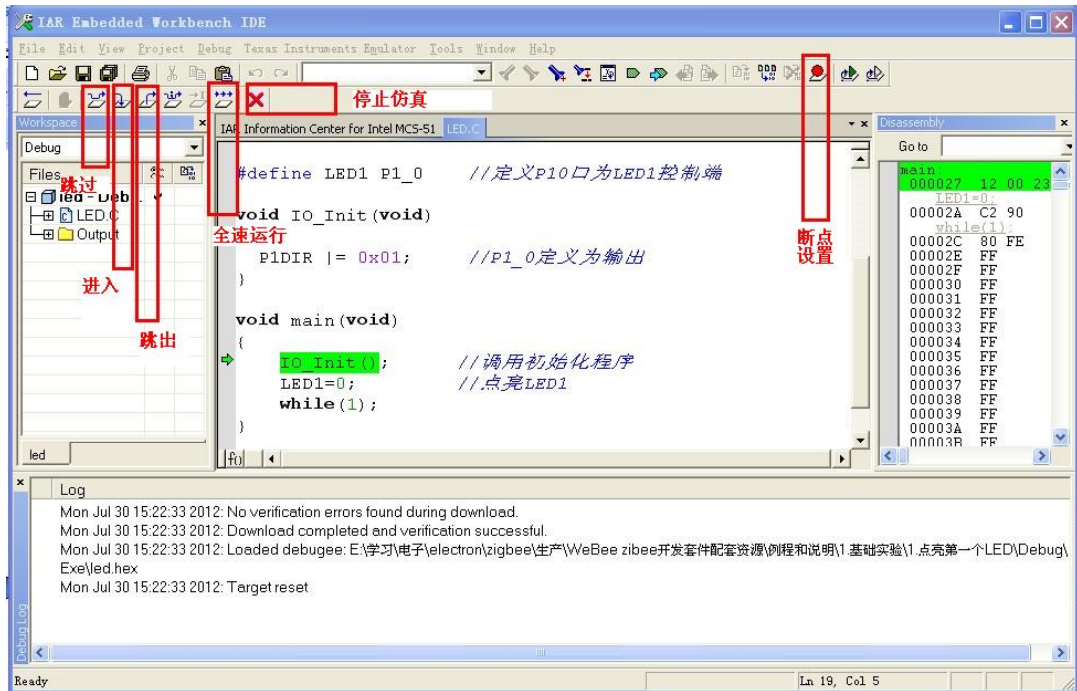 IAR Embedded Workbench IDE
File Edit View Project Debug Texas Instruments Emulator Tools Window Help
停止仿真
Workspace
IAR Information Center for Intel MCS-51 LED.C
Disassembly
Debug
Go to
Files
跳过
led - Deb...
LED.C
Output
进入
跳出
全速运行
断点
设置
#define LED1 P1_0 //定义P10口为LED1控制端
void IO_Init(void)
P1DIR |= 0x01; //P1_0定义为输出
}
void main(void)
{
IO_Init(); //调用初始化程序
LED1=0; //点亮LED1
while(1);
}
main:
000027 12 00 23
LED1=0;
00002A C2 90
while(1);
00002C 80 FE
00002E FF
00002F FF
000030 FF
000031 FF
000032 FF
000033 FF
000034 FF
000035 FF
000036 FF
000037 FF
000038 FF
000039 FF
00003A FF
00003B FF
led
f()
Log
Mon Jul 30 15:22:33 2012: No verification errors found during download.
Mon Jul 30 15:22:33 2012: Download completed and verification successful.
Mon Jul 30 15:22:33 2012: Loaded debugee: E:\学习\电子\electron\zigbee\生产\WeBee zibee开发套件配套资源\例程和说明\1.基础实验\1.点亮第一个LED\Debug\
Exe\led.hex
Mon Jul 30 15:22:33 2012: Target reset
Debug Log
Ready
Ln 19, Col 5